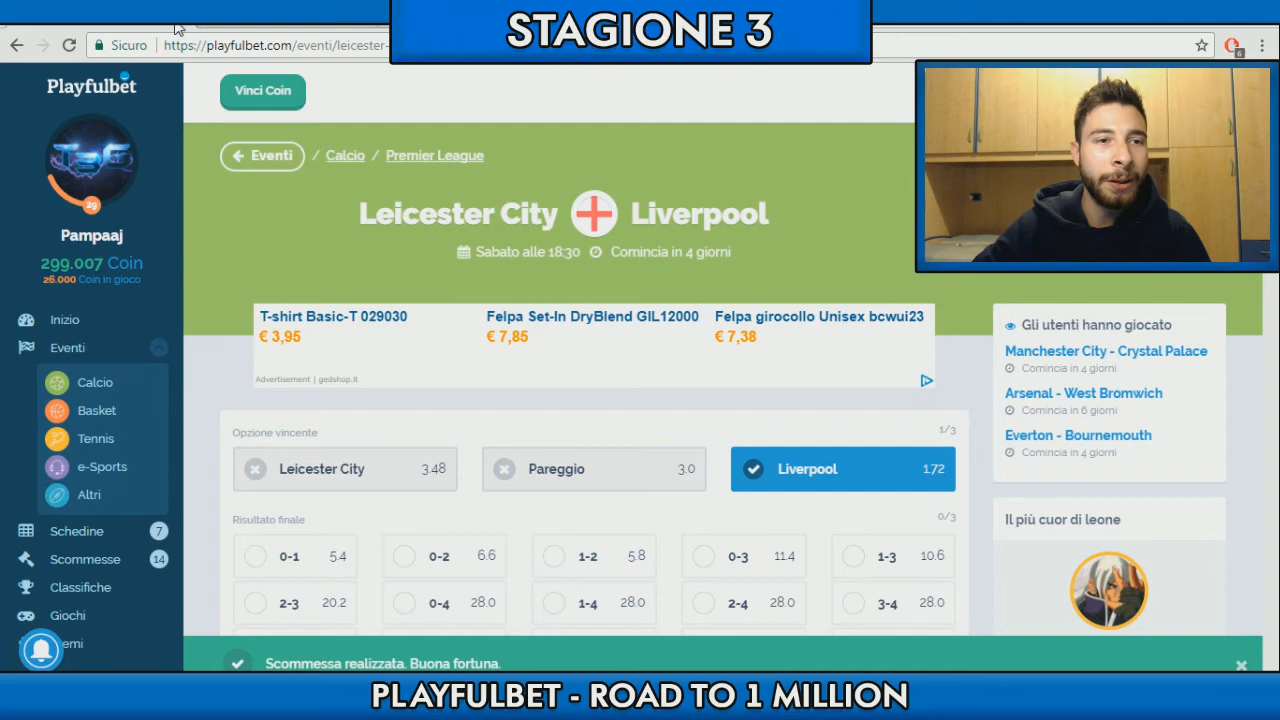 STAGIONE 3
Sicuro
https://playfulbet.com/eventi/leicester-
6
Playfulbet
Vinci Coin
Eventi / Calcio / Premier League
29
Leicester City
Liverpool
Pampaaj
Sabato alle 18:30
Comincia in 4 giorni
299.007 Coin
26.000 Coin in gioco
Inizio
Eventi
Calcio
Basket
Tennis
e-Sports
Altri
Schedine 7
Scommesse 14
Classifiche
Giochi
emi
T-shirt Basic-T 029030
€ 3,95
Felpa Set-In DryBlend GIL12000
€ 7,85
Felpa girocollo Unisex bcwui23
€ 7,38
Advertisement | gedshop.it
Gli utenti hanno giocato
Manchester City - Crystal Palace
Comincia in 4 giorni
Arsenal - West Bromwich
Comincia in 6 giorni
Everton - Bournemouth
Comincia in 4 giorni
Il più cuor di leone
Opzione vincente 1/3
Leicester City 3.48
Pareggio 3.0
Liverpool 1.72
Risultato finale 0/3
0-1 5.4
0-2 6.6
1-2 5.8
0-3 11.4
1-3 10.6
2-3 20.2
0-4 28.0
1-4 28.0
2-4 28.0
3-4 28.0
Scommessa realizzata. Buona fortuna.
PLAYFULBET - ROAD TO 1 MILLION